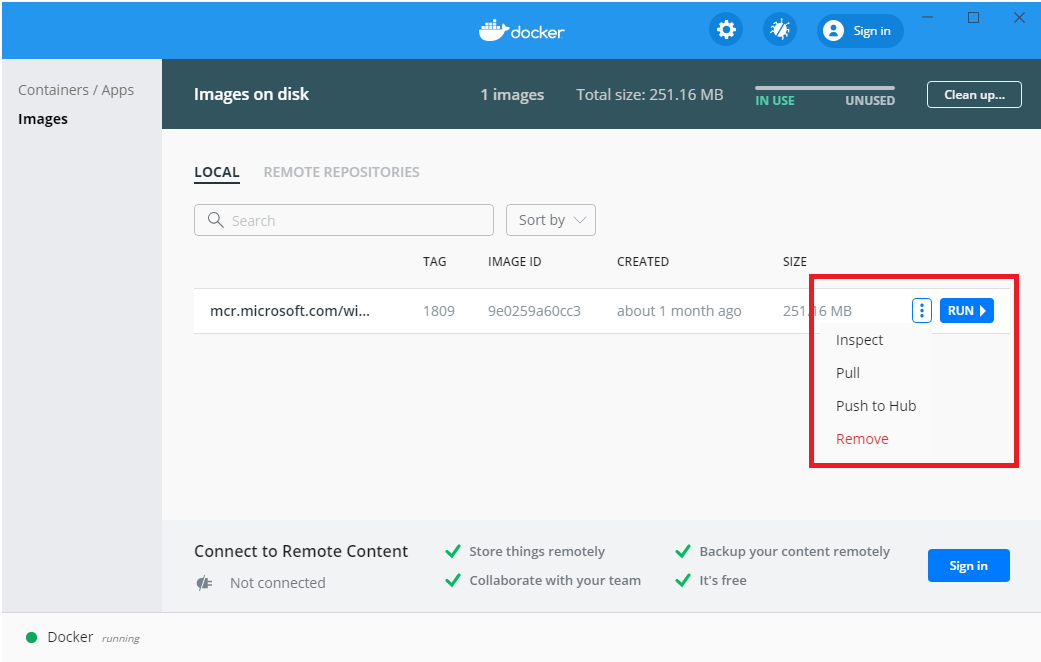 docker
Sign in
Containers / Apps
Images
Images on disk
1 images
Total size: 251.16 MB
IN USE
UNUSED
Clean up...
LOCAL
REMOTE REPOSITORIES
Search
Sort by
TAG
IMAGE ID
CREATED
SIZE
mcr.microsoft.com/wi...
1809
9e0259a60cc3
about 1 month ago
251.16 MB
RUN
Inspect
Pull
Push to Hub
Remove
Connect to Remote Content
Not connected
Store things remotely
Backup your content remotely
Collaborate with your team
It's free
Sign in
Docker running